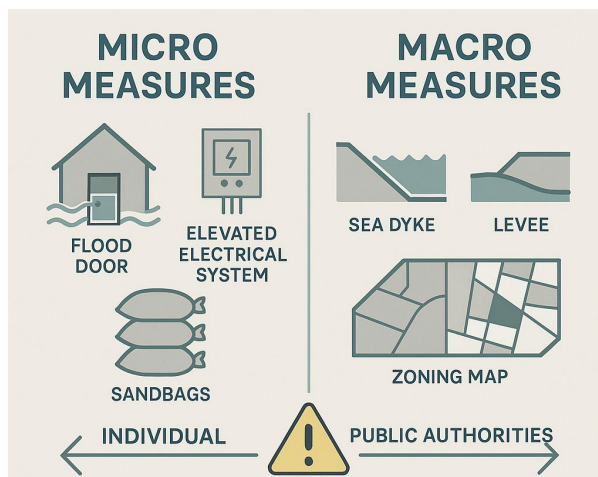 MICRO
MEASURES
MACRO
MEASURES
FLOOD
DOOR
ELEVATED
ELECTRICAL
SYSTEM
SANDBAGS
SEA DYKE
LEVEE
ZONING MAP
INDIVIDUAL
!
PUBLIC AUTHORITIES